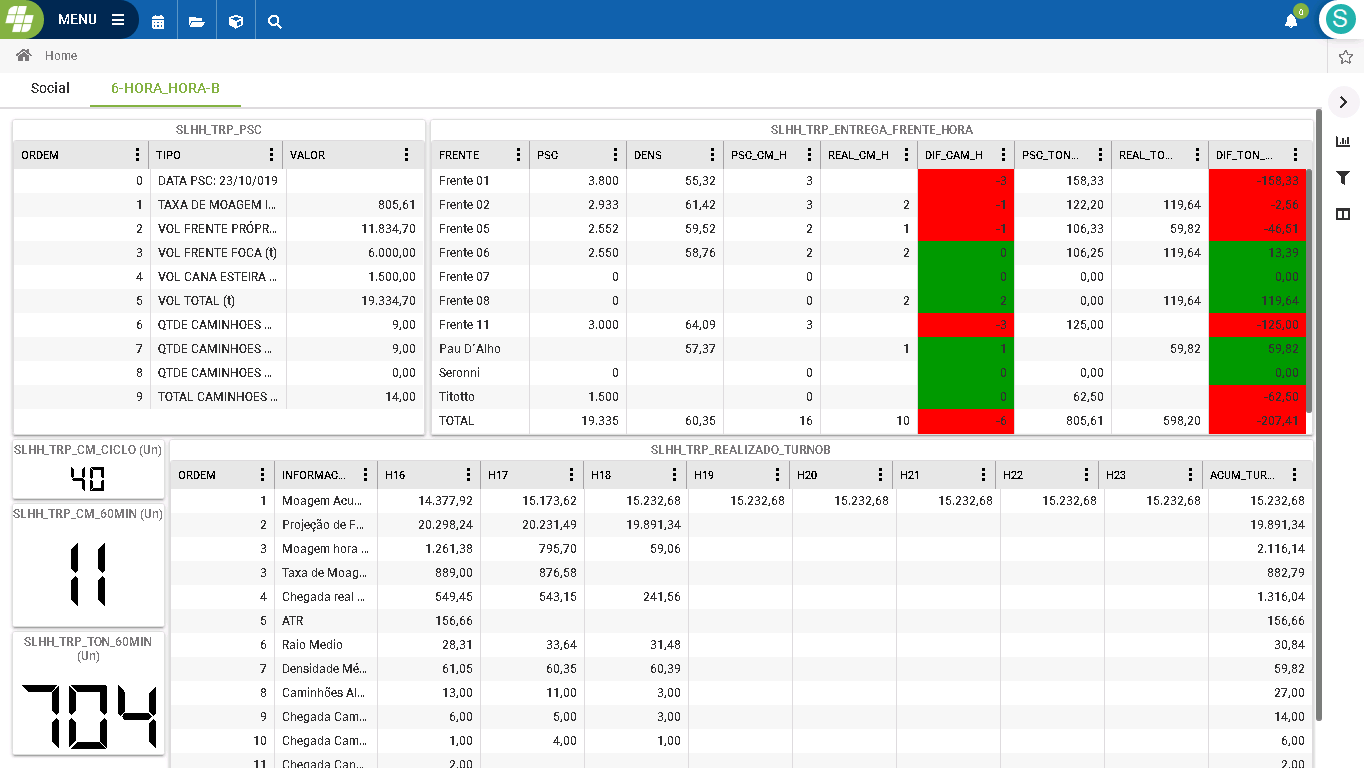 MENU
0
S
Home
Social 6-HORA_HORA-B
SLHH_TRP_PSC
ORDEM TIPO VALOR
0 DATA PSC: 23/10/019
1 TAXA DE MOAGEM I... 805,61
2 VOL FRENTE PRÓPR... 11.834,70
3 VOL FRENTE FOCA (t) 6.000,00
4 VOL CANA ESTEIRA ... 1.500,00
5 VOL TOTAL (t) 19.334,70
6 QTDE CAMINHOES ... 9,00
7 QTDE CAMINHOES ... 9,00
8 QTDE CAMINHOES ... 0,00
9 TOTAL CAMINHOES ... 14,00
SLHH_TRP_ENTREGA_FRENTE_HORA
FRENTE PSC DENS PSC_CM_H REAL_CM_H DIF_CAM_H PSC_TON... REAL_TO... DIF_TON_...
Frente 01 3.800 55,32 3 -3 158,33 -158,33
Frente 02 2.933 61,42 3 2 -1 122,20 119,64 -2,56
Frente 05 2.552 59,52 2 1 -1 106,33 59,82 -46,51
Frente 06 2.550 58,76 2 2 0 106,25 119,64 13,39
Frente 07 0 0 0 0,00 0,00
Frente 08 0 0 2 2 0,00 119,64 119,64
Frente 11 3.000 64,09 3 -3 125,00 -125,00
Pau D´Alho 57,37 1 1 59,82 59,82
Seronni 0 0 0,00 0,00
Titotto 1.500 0 0 62,50 -62,50
TOTAL 19.335 60,35 16 10 -6 805,61 598,20 -207,41
SLHH_TRP_CM_CICLO (Un)
40
SLHH_TRP_CM_60MIN (Un)
11
SLHH_TRP_TON_60MIN
(Un)
704
SLHH_TRP_REALIZADO_TURNOB
ORDEM INFORMAC... H16 H17 H18 H19 H20 H21 H22 H23 ACUM_TUR...
1 Moagem Acu... 14.377,92 15.173,62 15.232,68 15.232,68 15.232,68 15.232,68 15.232,68 15.232,68 15.232,68
2 Projeção de F... 20.298,24 20.231,49 19.891,34 19.891,34
3 Moagem hora ... 1.261,38 795,70 59,06 2.116,14
3 Taxa de Moag... 889,00 876,58 882,79
4 Chegada real ... 549,45 543,15 241,56 1.316,04
5 ATR 156,66 156,66
6 Raio Medio 28,31 33,64 31,48 30,84
7 Densidade Mé... 61,05 60,35 60,39 59,82
8 Caminhões Al... 13,00 11,00 3,00 27,00
9 Chegada Cam... 6,00 5,00 3,00 14,00
10 Chegada Cam... 1,00 4,00 1,00 6,00
11 Chegada Can... 2,00 2,00